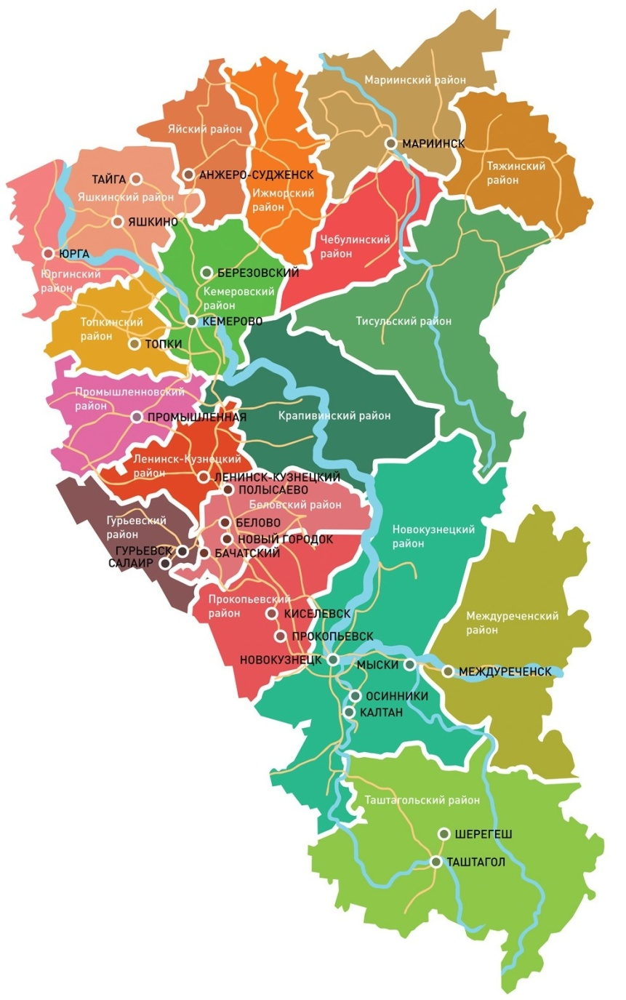 Мариинский район
Яйский район
МАРИИНСК
Тяжинский
район
АНЖЕРО-СУДЖЕНСК
ТАЙГА
Яшкинский район
Ижморский
район
ЯШКИНО
Чебулинский
район
ЮРГА
Юргинский
район
БЕРЕЗОВСКИЙ
Кемеровский
район
Топкинский
район
КЕМЕРОВО
Тисульский район
ТОПКИ
Промышленновский
район
ПРОМЫШЛЕННАЯ
Крапивинский район
Ленинск-Кузнецкий
район
ЛЕНИНСК-КУЗНЕЦКИЙ
ПОЛЫСАЕВО
Беловский район
Гурьевский
район
БЕЛОВО
НОВЫЙ ГОРОДОК
Новокузнецкий
район
ГУРЬЕВСК
БАЧАТСКИЙ
САЛАИР
Прокопьевский
район
КИСЕЛЕВСК
Междуреченский
район
ПРОКОПЬЕВСК
НОВОКУЗНЕЦК
МЫСКИ
МЕЖДУРЕЧЕНСК
ОСИННИКИ
КАЛТАН
Таштагольский район
ШЕРЕГЕШ
ТАШТАГОЛ